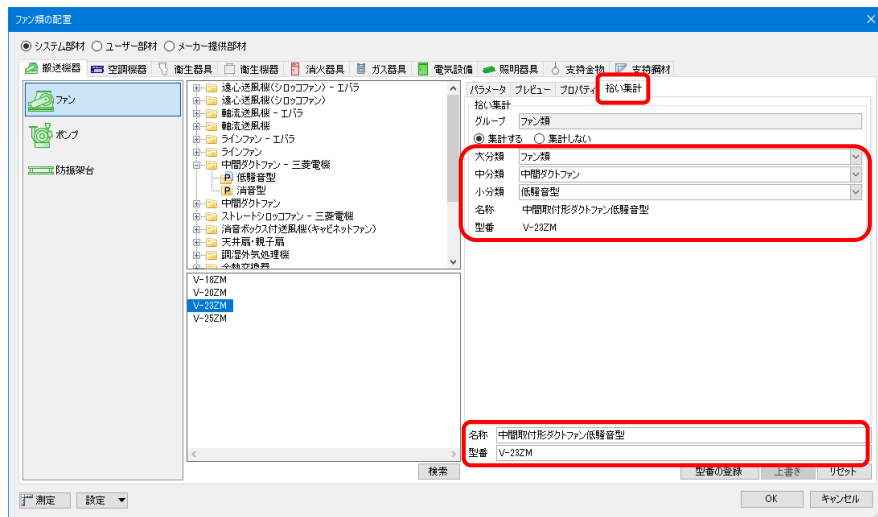 ファン類の配置
システム部材 ユーザー部材 メーカー提供部材
搬送機器 空調機器 衛生器具 衛生機器 消火器具 ガス器具 電気設備 照明器具 支持金物 支持鋼材
ファン
ポンプ
防振架台
遠心送風機(シロッコファン) - エバラ
遠心送風機(シロッコファン)
軸流送風機 - エバラ
軸流送風機
ラインファン - エバラ
ラインファン
中間ダクトファン - 三菱電機
低騒音型
消音型
中間ダクトファン
ストレートシロッコファン - 三菱電機
消音ボックス付送風機(キャビネットファン)
天井扇・親子扇
調湿外気処理機
全熱交換器
V-18ZM
V-20ZM
V-23ZM
V-25ZM
検索
パラメータ プレビュー プロパティ 拾い集計
拾い集計
グループ ファン類
集計する 集計しない
大分類 ファン類
中分類 中間ダクトファン
小分類 低騒音型
名称 中間取付形ダクトファン低騒音型
型番 V-23ZM
名称 中間取付形ダクトファン低騒音型
型番 V-23ZM
型番の登録 上書き リセット
測定 設定 OK キャンセル